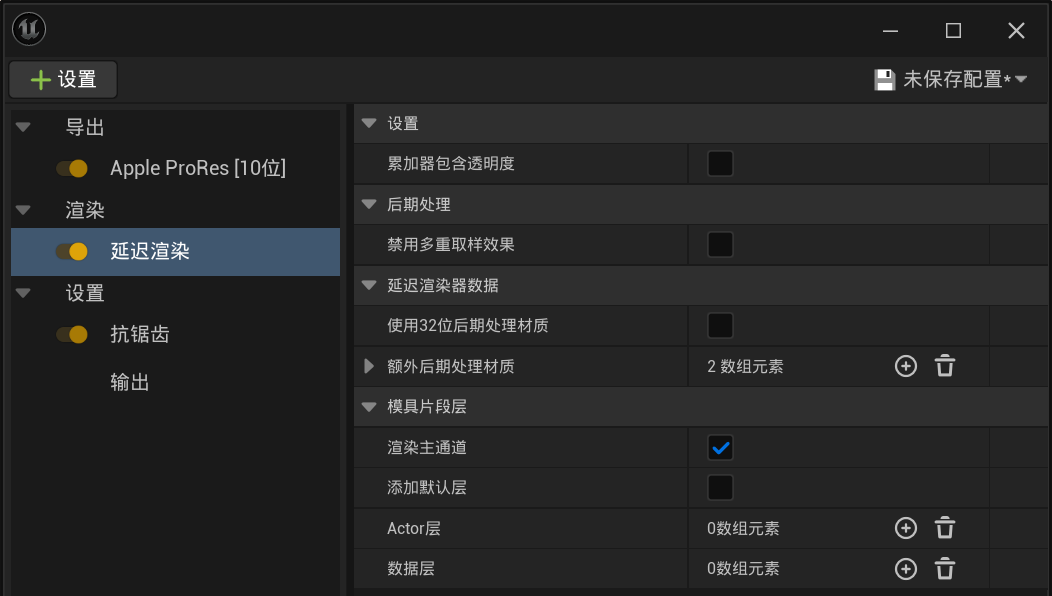 设置
未保存配置*
导出
Apple ProRes [10位]
渲染
延迟渲染
设置
抗锯齿
输出
设置
累加器包含透明度
后期处理
禁用多重取样效果
延迟渲染器数据
使用32位后期处理材质
额外后期处理材质
2 数组元素
模具片段层
渲染主通道
添加默认层
Actor层
0数组元素
数据层
0数组元素